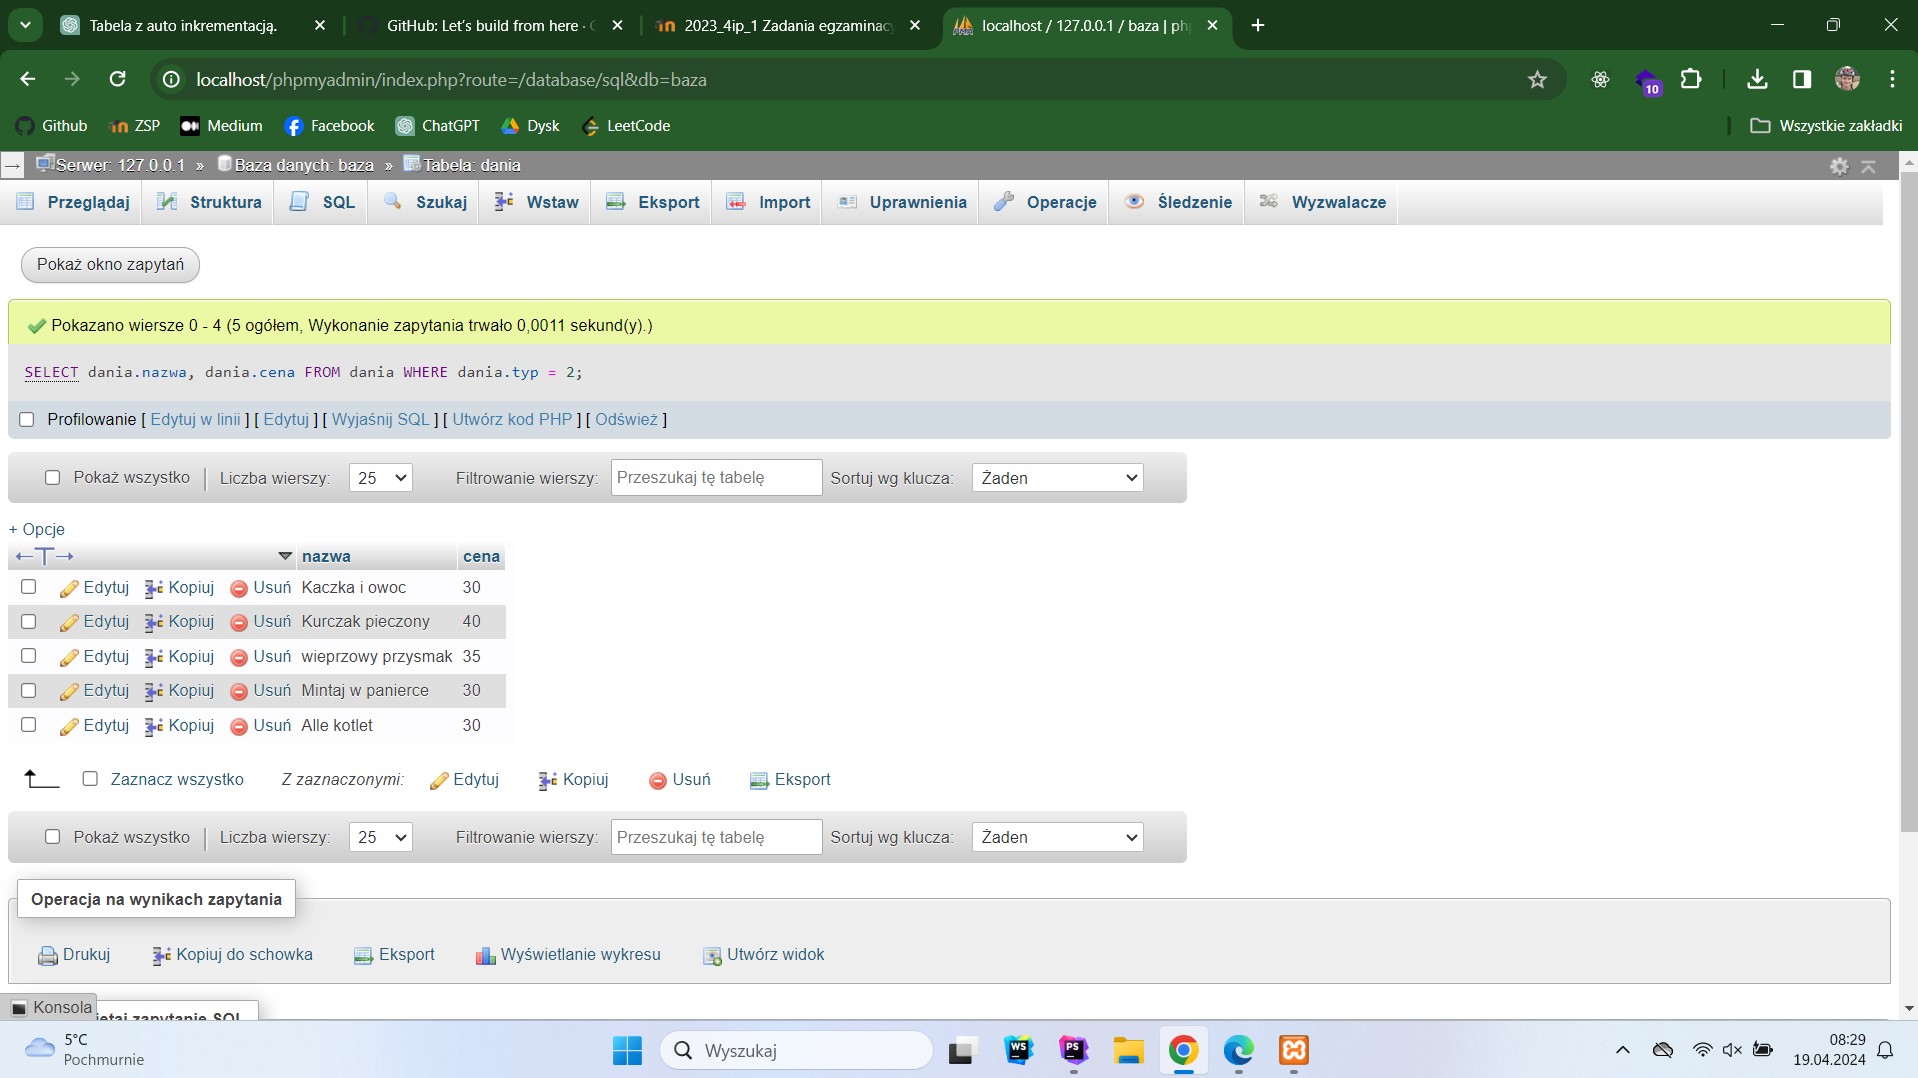 Tabela z auto inkrementacją.
GitHub: Let's build from here ·
2023_4ip_1 Zadania egzaminac
localhost / 127.0.0.1 / baza | ph
localhost/phpmyadmin/index.php?route=/database/sql&db=baza
10
Github ZSP Medium Facebook ChatGPT Dysk LeetCode Wszystkie zakładki
Serwer: 127.0.0.1 » Baza danych: baza » Tabela: dania
Przeglądaj Struktura SQL Szukaj Wstaw Eksport Import Uprawnienia Operacje Śledzenie Wyzwalacze
Pokaż okno zapytań
Pokazano wiersze 0 - 4 (5 ogółem, Wykonanie zapytania trwało 0,0011 sekund(y).)
SELECT dania.nazwa, dania.cena FROM dania WHERE dania.typ = 2;
Profilowanie [ Edytuj w linii ] [ Edytuj ] [ Wyjaśnij SQL ] [ Utwórz kod PHP ] [ Odśwież ]
Pokaż wszystko | Liczba wierszy: 25 Filtrowanie wierszy: Przeszukaj tę tabelę Sortuj wg klucza: Żaden
+ Opcje
←T→ nazwa cena
Edytuj Kopiuj Usuń Kaczka i owoc 30
Edytuj Kopiuj Usuń Kurczak pieczony 40
Edytuj Kopiuj Usuń wieprzowy przysmak 35
Edytuj Kopiuj Usuń Mintaj w panierce 30
Edytuj Kopiuj Usuń Alle kotlet 30
Zaznacz wszystko Z zaznaczonymi: Edytuj Kopiuj Usuń Eksport
Pokaż wszystko | Liczba wierszy: 25 Filtrowanie wierszy: Przeszukaj tę tabelę Sortuj wg klucza: Żaden
Operacja na wynikach zapytania
Drukuj Kopiuj do schowka Eksport Wyświetlanie wykresu Utwórz widok
Konsola
iętaj zapytanie SQL
5°C
Pochmurnie
Wyszukaj
WS
PS
08:29
19.04.2024